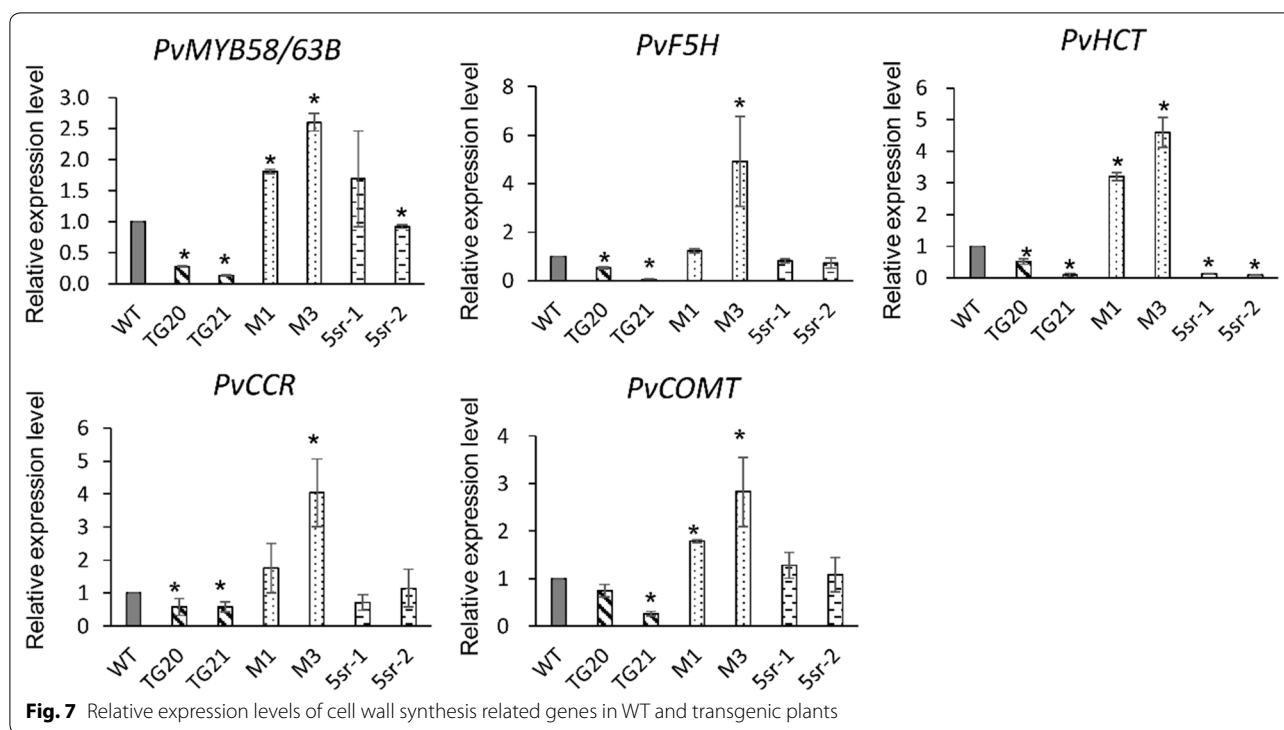 PvMYB58/63B
Relative expression level
3.0
2.5
2.0
1.5
1.0
0.5
0.0
* * * * *
WT TG20 TG21 M1 M3 5sr-1 5sr-2
PvF5H
Relative expression level
8
6
4
2
0
* * *
WT TG20 TG21 M1 M3 5sr-1 5sr-2
PvHCT
Relative expression level
6
5
4
3
2
1
0
* * * * * *
WT TG20 TG21 M1 M3 5sr-1 5sr-2
PvCCR
Relative expression level
6
5
4
3
2
1
0
* * *
WT TG20 TG21 M1 M3 5sr-1 5sr-2
PvCOMT
Relative expression level
4
3
2
1
0
* * *
WT TG20 TG21 M1 M3 5sr-1 5sr-2
Fig. 7 Relative expression levels of cell wall synthesis related genes in WT and transgenic plants